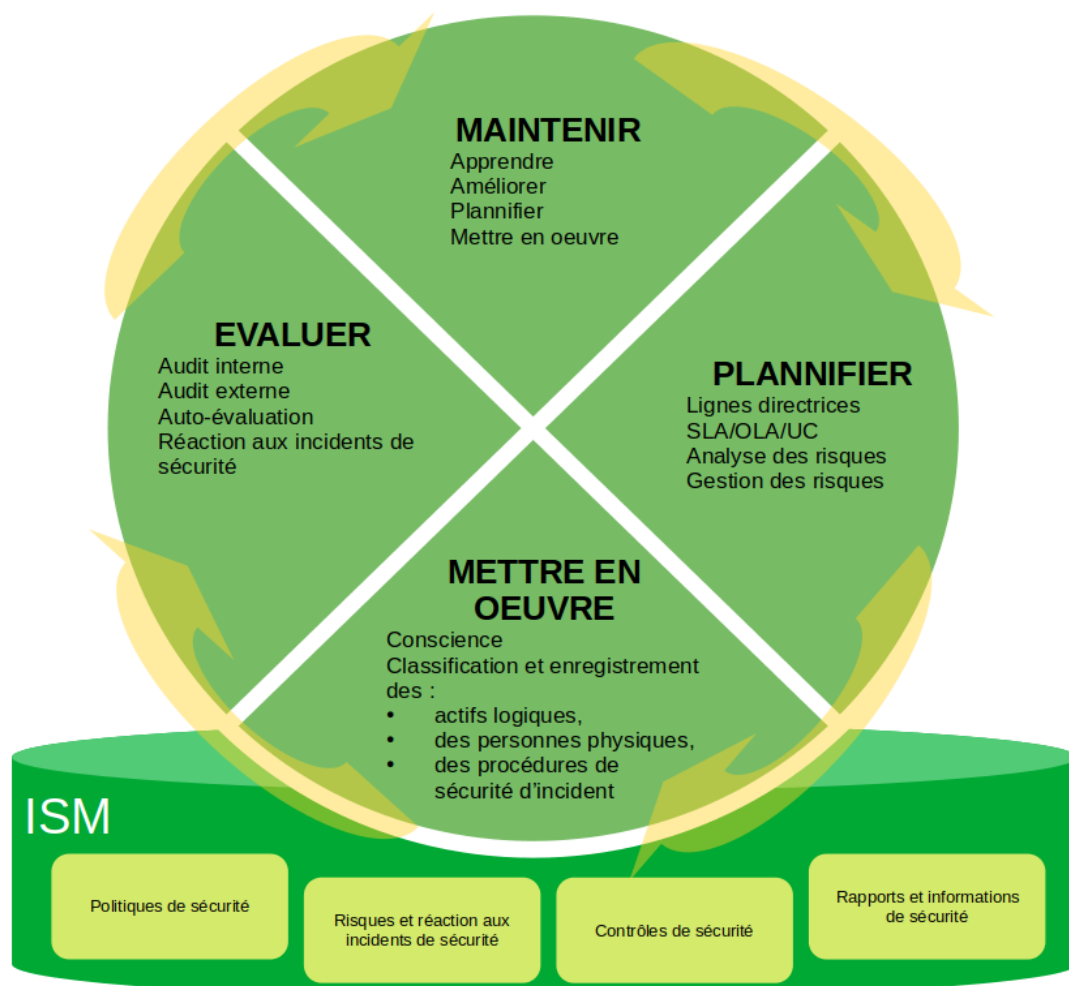 MAINTENIR
Apprendre
Améliorer
Plannifier
Mettre en oeuvre
EVALUER
Audit interne
Audit externe
Auto-évaluation
Réaction aux incidents de
sécurité
PLANNIFIER
Lignes directrices
SLA/OLA/UC
Analyse des risques
Gestion des risques
METTRE EN
OEUVRE
Conscience
Classification et enregistrement
des :
• actifs logiques,
• des personnes physiques,
• des procédures de
sécurité d’incident
ISM
Politiques de sécurité
Risques et réaction aux
incidents de sécurité
Contrôles de sécurité
Rapports et informations
de sécurité